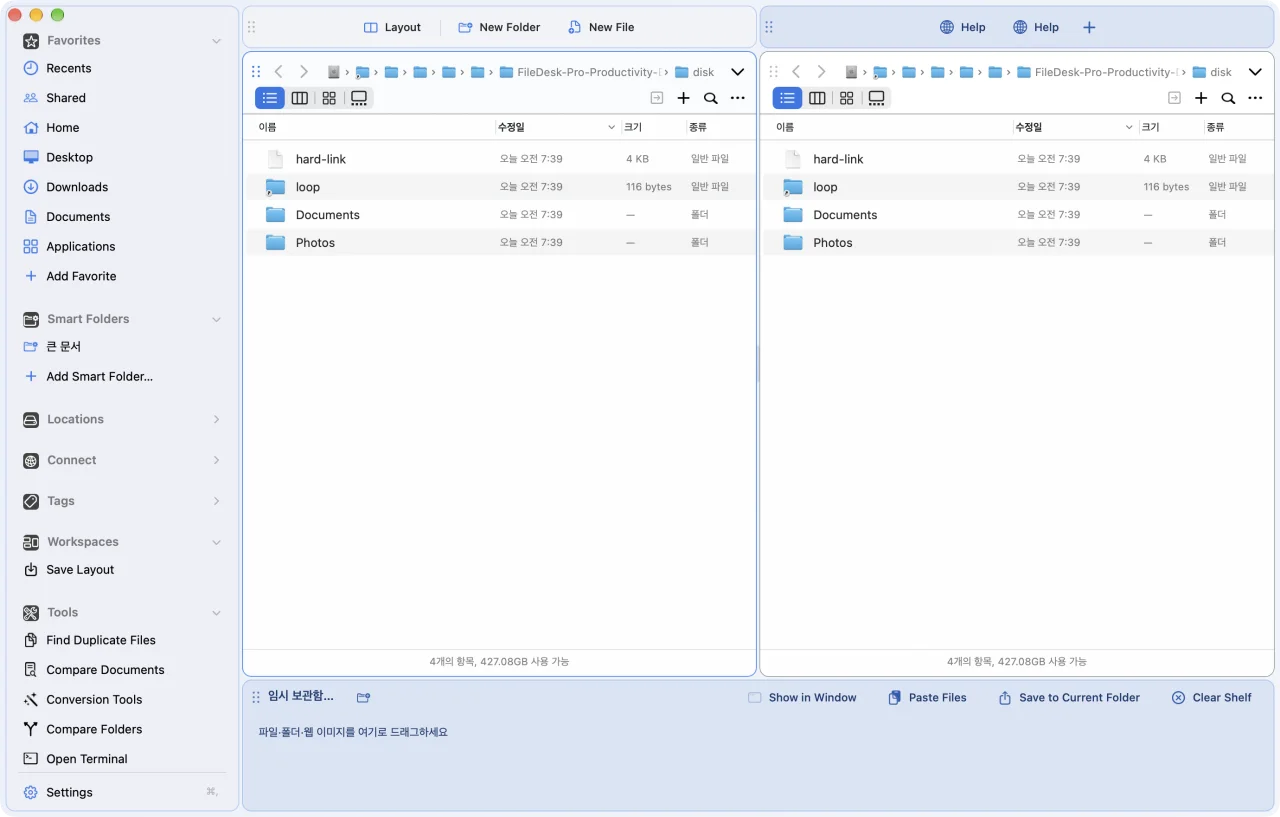 Favorites
Recents
Shared
Home
Desktop
Downloads
Documents
Applications
Add Favorite
Smart Folders
큰 문서
Add Smart Folder...
Locations
Connect
Tags
Workspaces
Save Layout
Tools
Find Duplicate Files
Compare Documents
Conversion Tools
Compare Folders
Open Terminal
Settings ⌘,
Layout New Folder New File
FileDesk-Pro-Productivity- disk
이름 수정일 크기 종류
hard-link 오늘 오전 7:39 4 KB 일반 파일
loop 오늘 오전 7:39 116 bytes 일반 파일
Documents 오늘 오전 7:39 — 폴더
Photos 오늘 오전 7:39 — 폴더
4개의 항목, 427.08GB 사용 가능
Help Help
FileDesk-Pro-Productivity- disk
이름 수정일 크기 종류
hard-link 오늘 오전 7:39 4 KB 일반 파일
loop 오늘 오전 7:39 116 bytes 일반 파일
Documents 오늘 오전 7:39 — 폴더
Photos 오늘 오전 7:39 — 폴더
4개의 항목, 427.08GB 사용 가능
임시 보관함... Show in Window Paste Files Save to Current Folder Clear Shelf
파일·폴더·웹 이미지를 여기로 드래그하세요